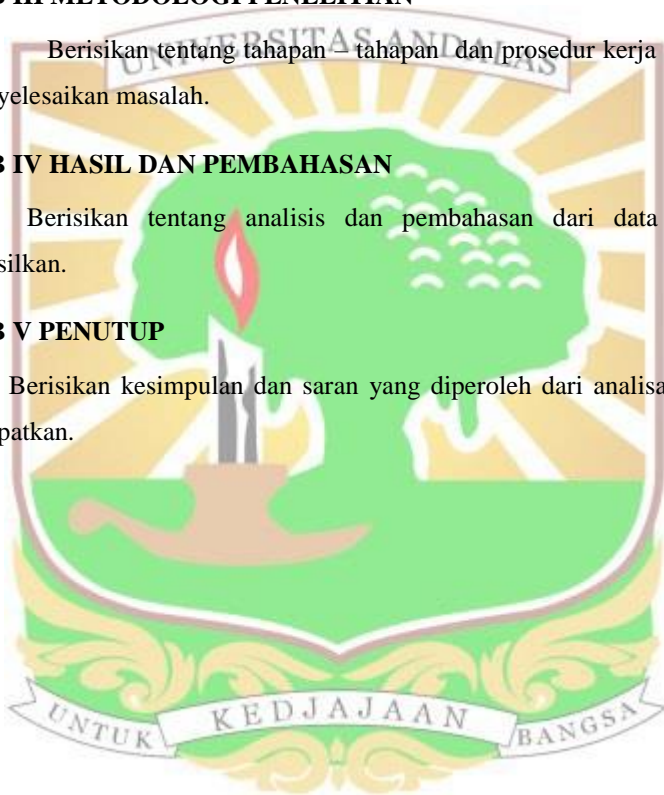 III METODOLOGI PENELITIAN
UNIVERSITAS ANDALAS
Berisikan tentang tahapan – tahapan dan prosedur kerja
yelesaikan masalah.
B IV HASIL DAN PEMBAHASAN
Berisikan tentang analisis dan pembahasan dari data
silkan.
B V PENUTUP
Berisikan kesimpulan dan saran yang diperoleh dari analisa
patkan.
UNTUK KEDJAJAAN BANGSA